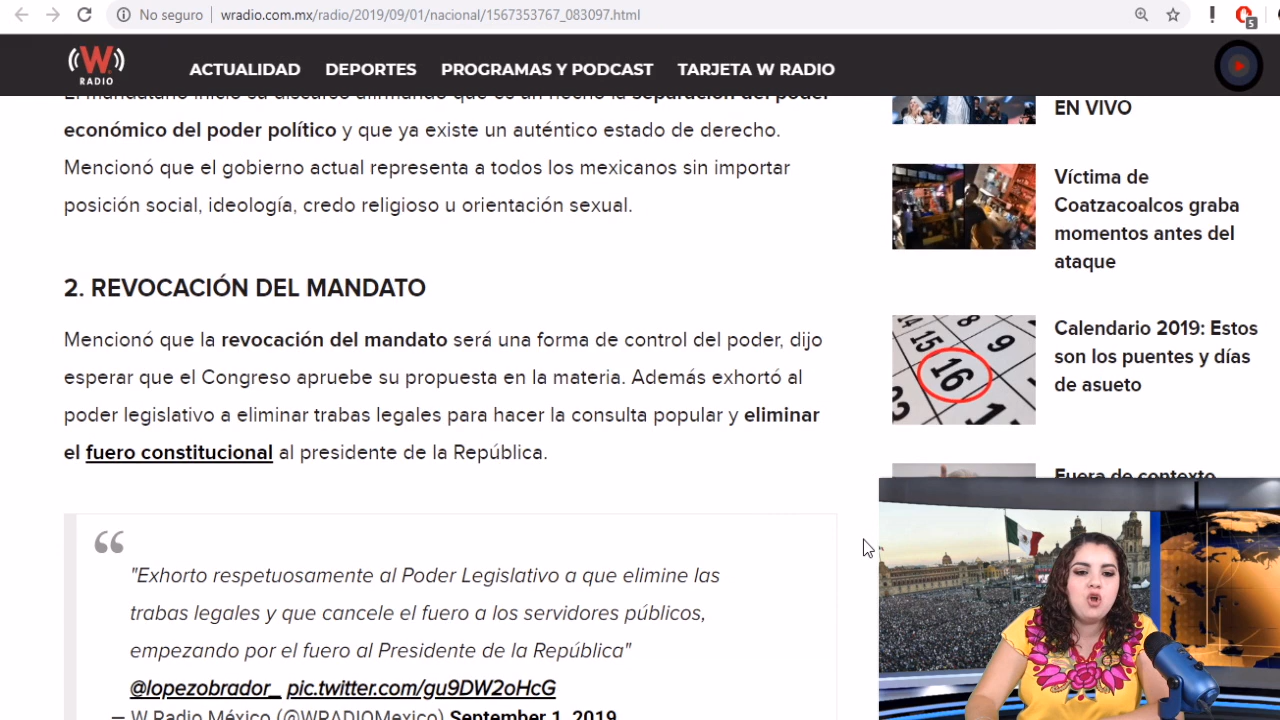 No seguro
wradio.com.mx/radio/2019/09/01/nacional/1567353767_083097.html
5
W
RADIO
ACTUALIDAD
DEPORTES
PROGRAMAS Y PODCAST
TARJETA W RADIO
El mandatario inició su discurso afirmando que es un hecho la separación del poder
económico del poder político y que ya existe un auténtico estado de derecho.
Mencionó que el gobierno actual representa a todos los mexicanos sin importar
posición social, ideología, credo religioso u orientación sexual.
2. REVOCACIÓN DEL MANDATO
Mencionó que la revocación del mandato será una forma de control del poder, dijo
esperar que el Congreso apruebe su propuesta en la materia. Además exhortó al
poder legislativo a eliminar trabas legales para hacer la consulta popular y eliminar
el fuero constitucional al presidente de la República.
"Exhorto respetuosamente al Poder Legislativo a que elimine las
trabas legales y que cancele el fuero a los servidores públicos,
empezando por el fuero al Presidente de la República"
@lopezobrador_ pic.twitter.com/gu9DW2oHcG
— W Radio México (@WRADIOMexico) September 1, 2019
EN VIVO
Víctima de
Coatzacoalcos graba
momentos antes del
ataque
14
8
15
9
16
1
Calendario 2019: Estos
son los puentes y días
de asueto
Fuera de contexto